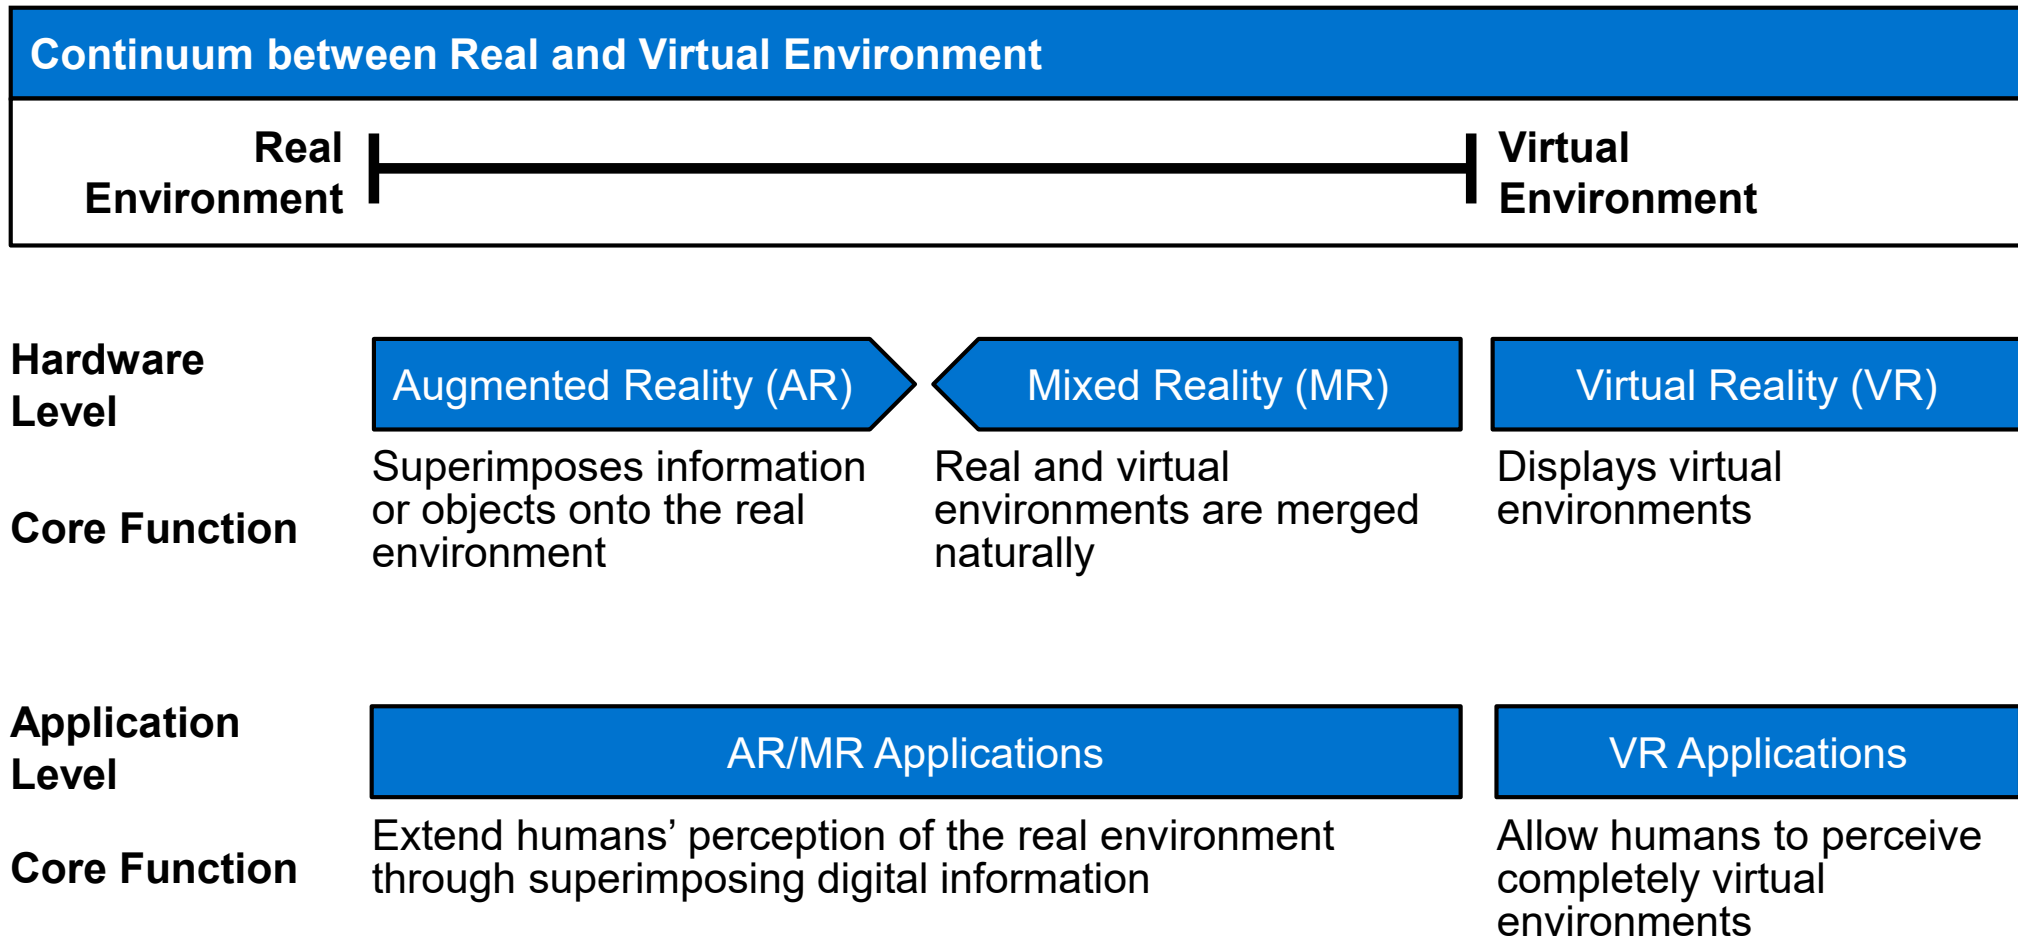 Continuum between Real and Virtual Environment
Real
Environment
Virtual
Environment
Hardware
Level
Augmented Reality (AR)
Mixed Reality (MR)
Virtual Reality (VR)
Core Function
Superimposes information
or objects onto the real
environment
Real and virtual
environments are merged
naturally
Displays virtual
environments
Application
Level
AR/MR Applications
VR Applications
Core Function
Extend humans’ perception of the real environment
through superimposing digital information
Allow humans to perceive
completely virtual
environments